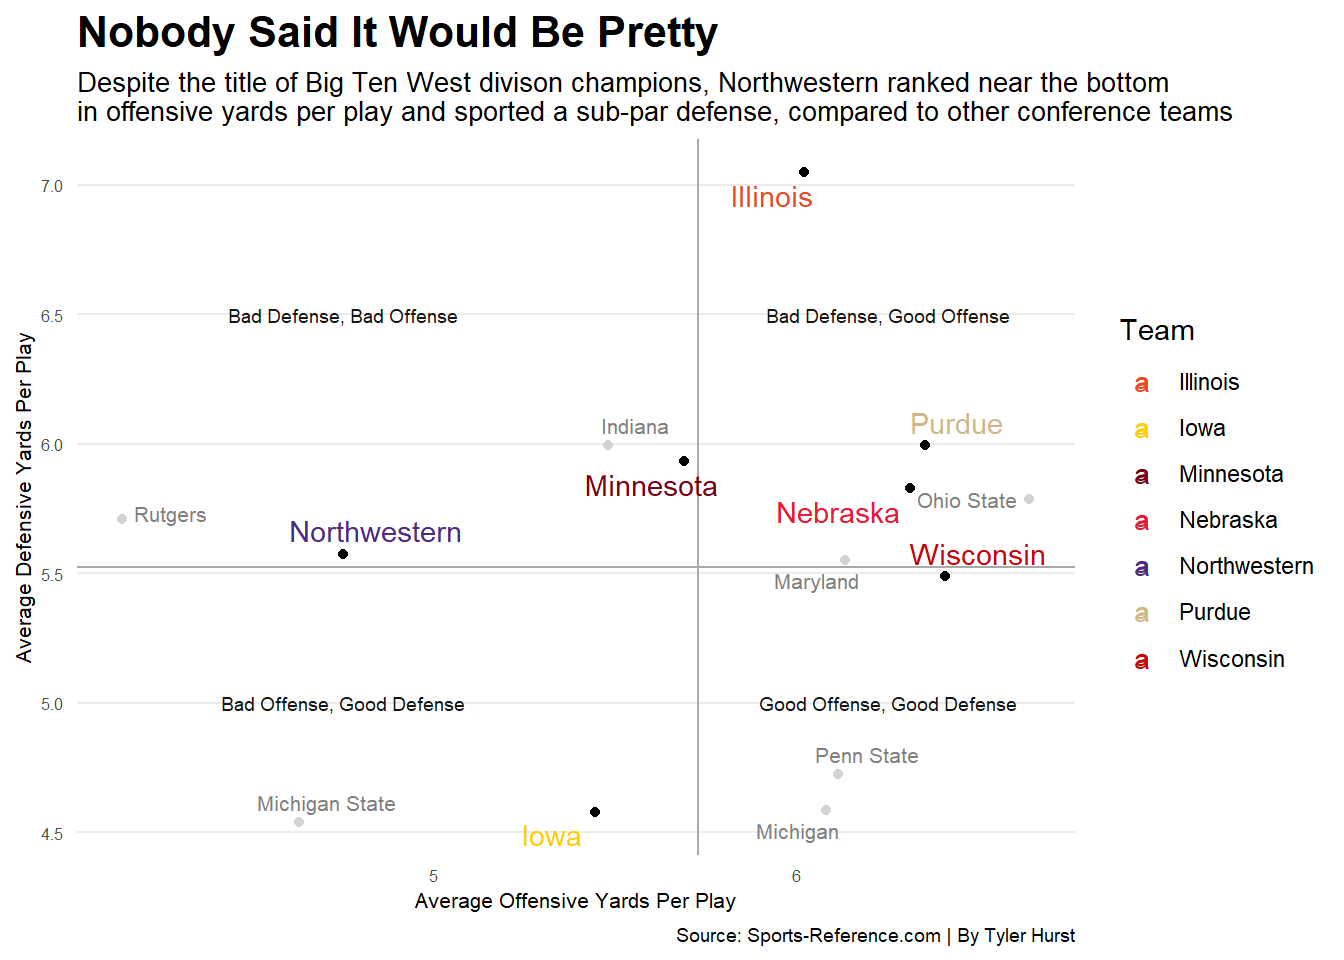 Nobody Said It Would Be Pretty
Despite the title of Big Ten West divison champions, Northwestern ranked near the bottom
in offensive yards per play and sported a sub-par defense, compared to other conference teams
Average Defensive Yards Per Play
7.0
6.5
6.0
5.5
5.0
4.5
Illinois
Bad Defense, Bad Offense
Bad Defense, Good Offense
Indiana
Purdue
Minnesota
Ohio State
Nebraska
Rutgers
Northwestern
Wisconsin
Maryland
Bad Offense, Good Defense
Good Offense, Good Defense
Penn State
Michigan State
Michigan
Iowa
5
6
Average Offensive Yards Per Play
Team
a Illinois
a Iowa
a Minnesota
a Nebraska
a Northwestern
a Purdue
a Wisconsin
Source: Sports-Reference.com | By Tyler Hurst